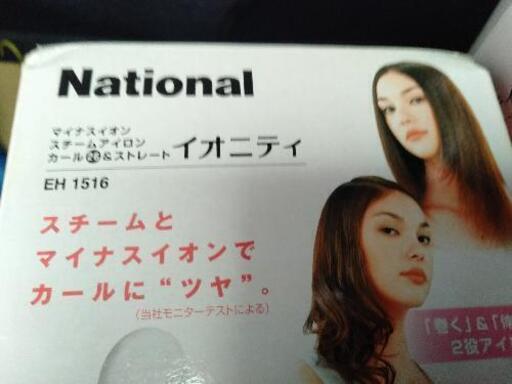 National
マイナスイオン
スチームアイロン
カール26&ストレート イオニティ
EH 1516
スチームと
マイナスイオンで
カールに“ツヤ”。
(当社モニターテストによる)
「巻く」&「伸
2役アイ